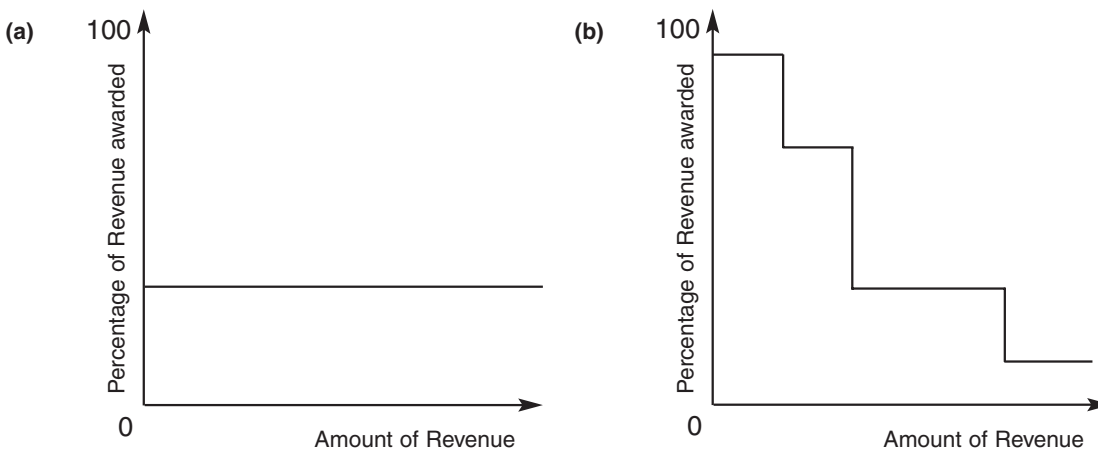 (a)
100
Percentage of Revenue awarded
0
Amount of Revenue
(b)
100
Percentage of Revenue awarded
0
Amount of Revenue